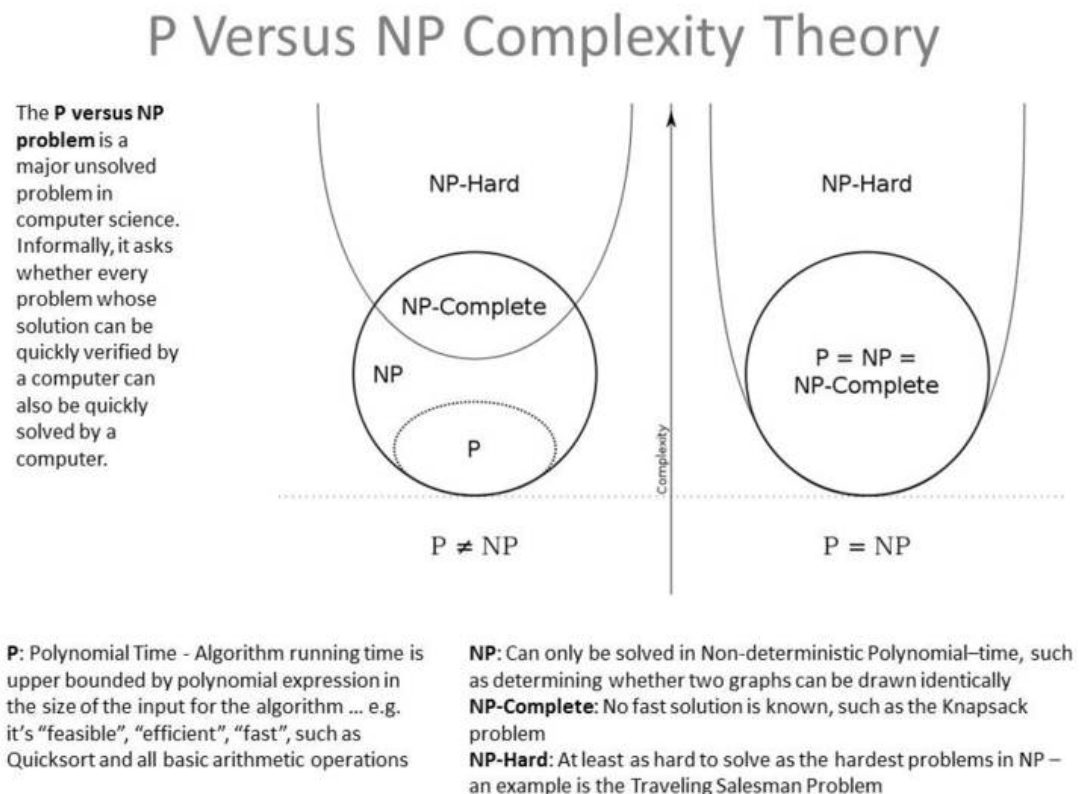 P Versus NP Complexity Theory
The P versus NP
problem is a
major unsolved
problem in
computer science.
Informally, it asks
whether every
problem whose
solution can be
quickly verified by
a computer can
also be quickly
solved by a
computer.
NP-Hard
NP-Complete
NP
P
P ≠ NP
Complexity
NP-Hard
P = NP =
NP-Complete
P = NP
P: Polynomial Time - Algorithm running time is
upper bounded by polynomial expression in
the size of the input for the algorithm ... e.g.
it's “feasible”, “efficient”, “fast”, such as
Quicksort and all basic arithmetic operations
NP: Can only be solved in Non-deterministic Polynomial–time, such
as determining whether two graphs can be drawn identically
NP-Complete: No fast solution is known, such as the Knapsack
problem
NP-Hard: At least as hard to solve as the hardest problems in NP –
an example is the Traveling Salesman Problem